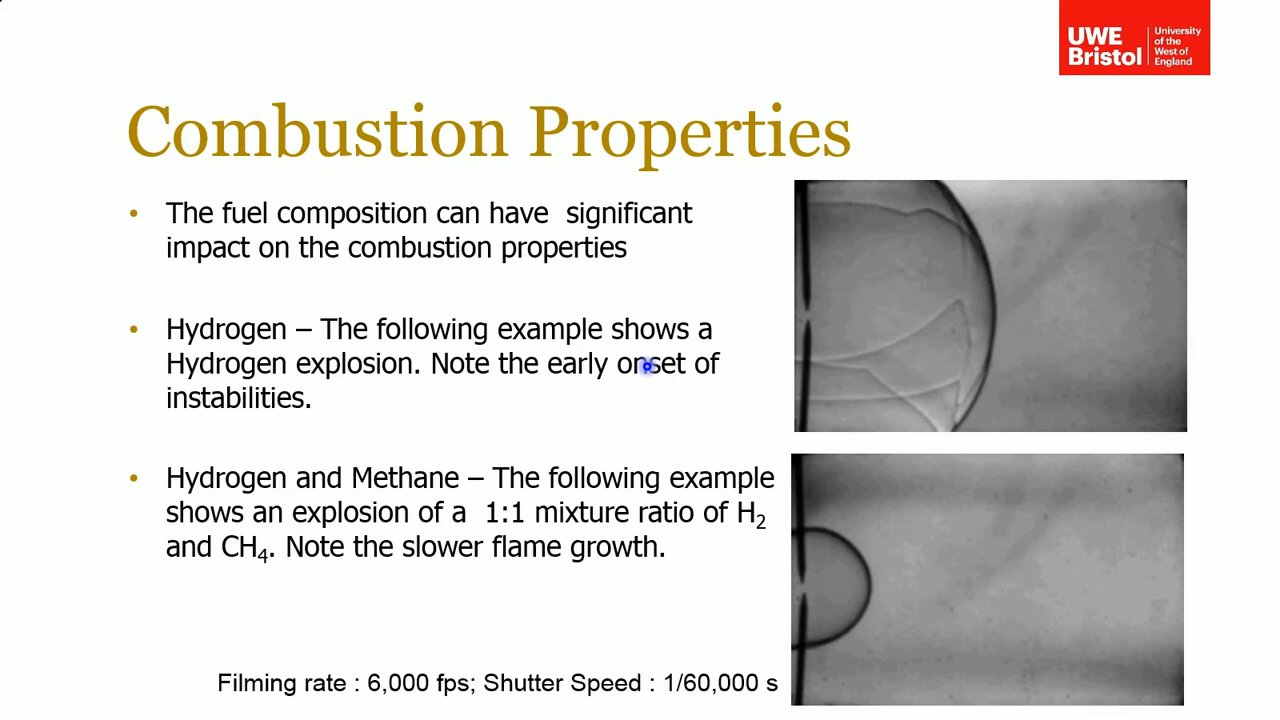 UWE
Bristol
University
of the
West of
England
Combustion Properties
• The fuel composition can have  significant
impact on the combustion properties
• Hydrogen – The following example shows a
Hydrogen explosion. Note the early onset of
instabilities.
• Hydrogen and Methane – The following example
shows an explosion of a  1:1 mixture ratio of H₂
and CH₄. Note the slower flame growth.
Filming rate : 6,000 fps; Shutter Speed : 1/60,000 s